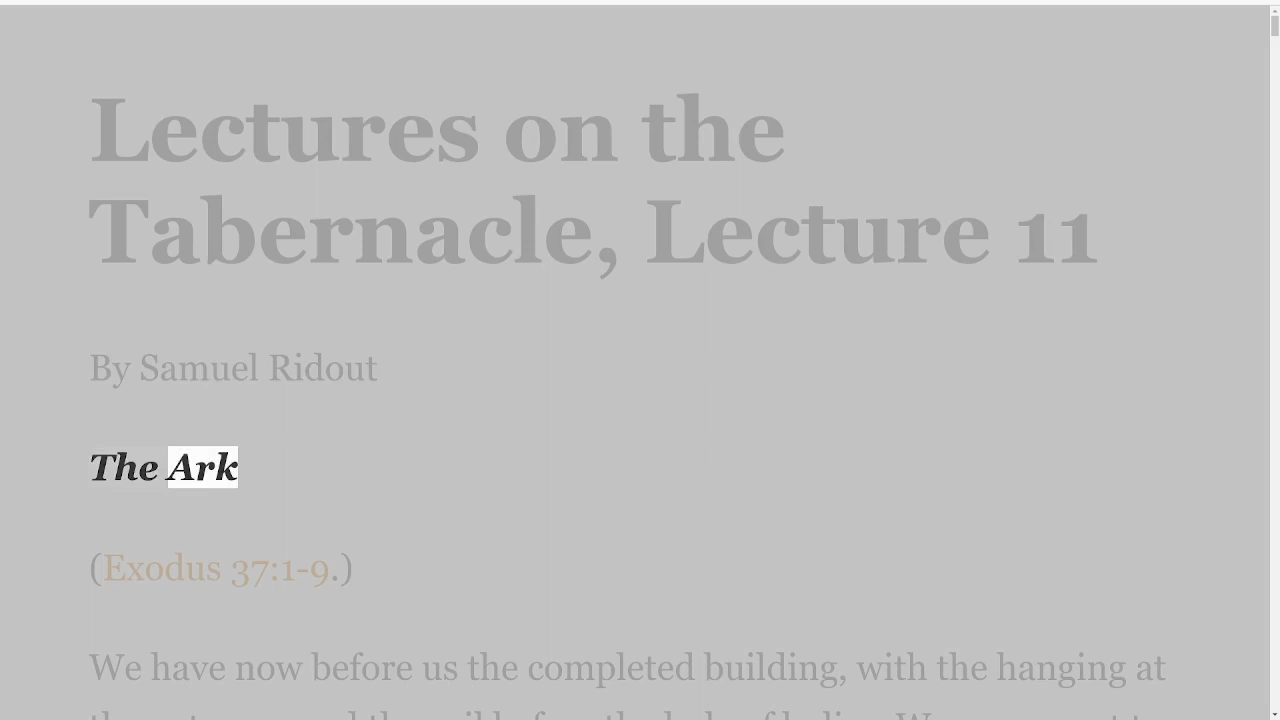 Lectures on the
Tabernacle, Lecture 11
By Samuel Ridout
The Ark
(Exodus 37:1-9.)
We have now before us the completed building, with the hanging at